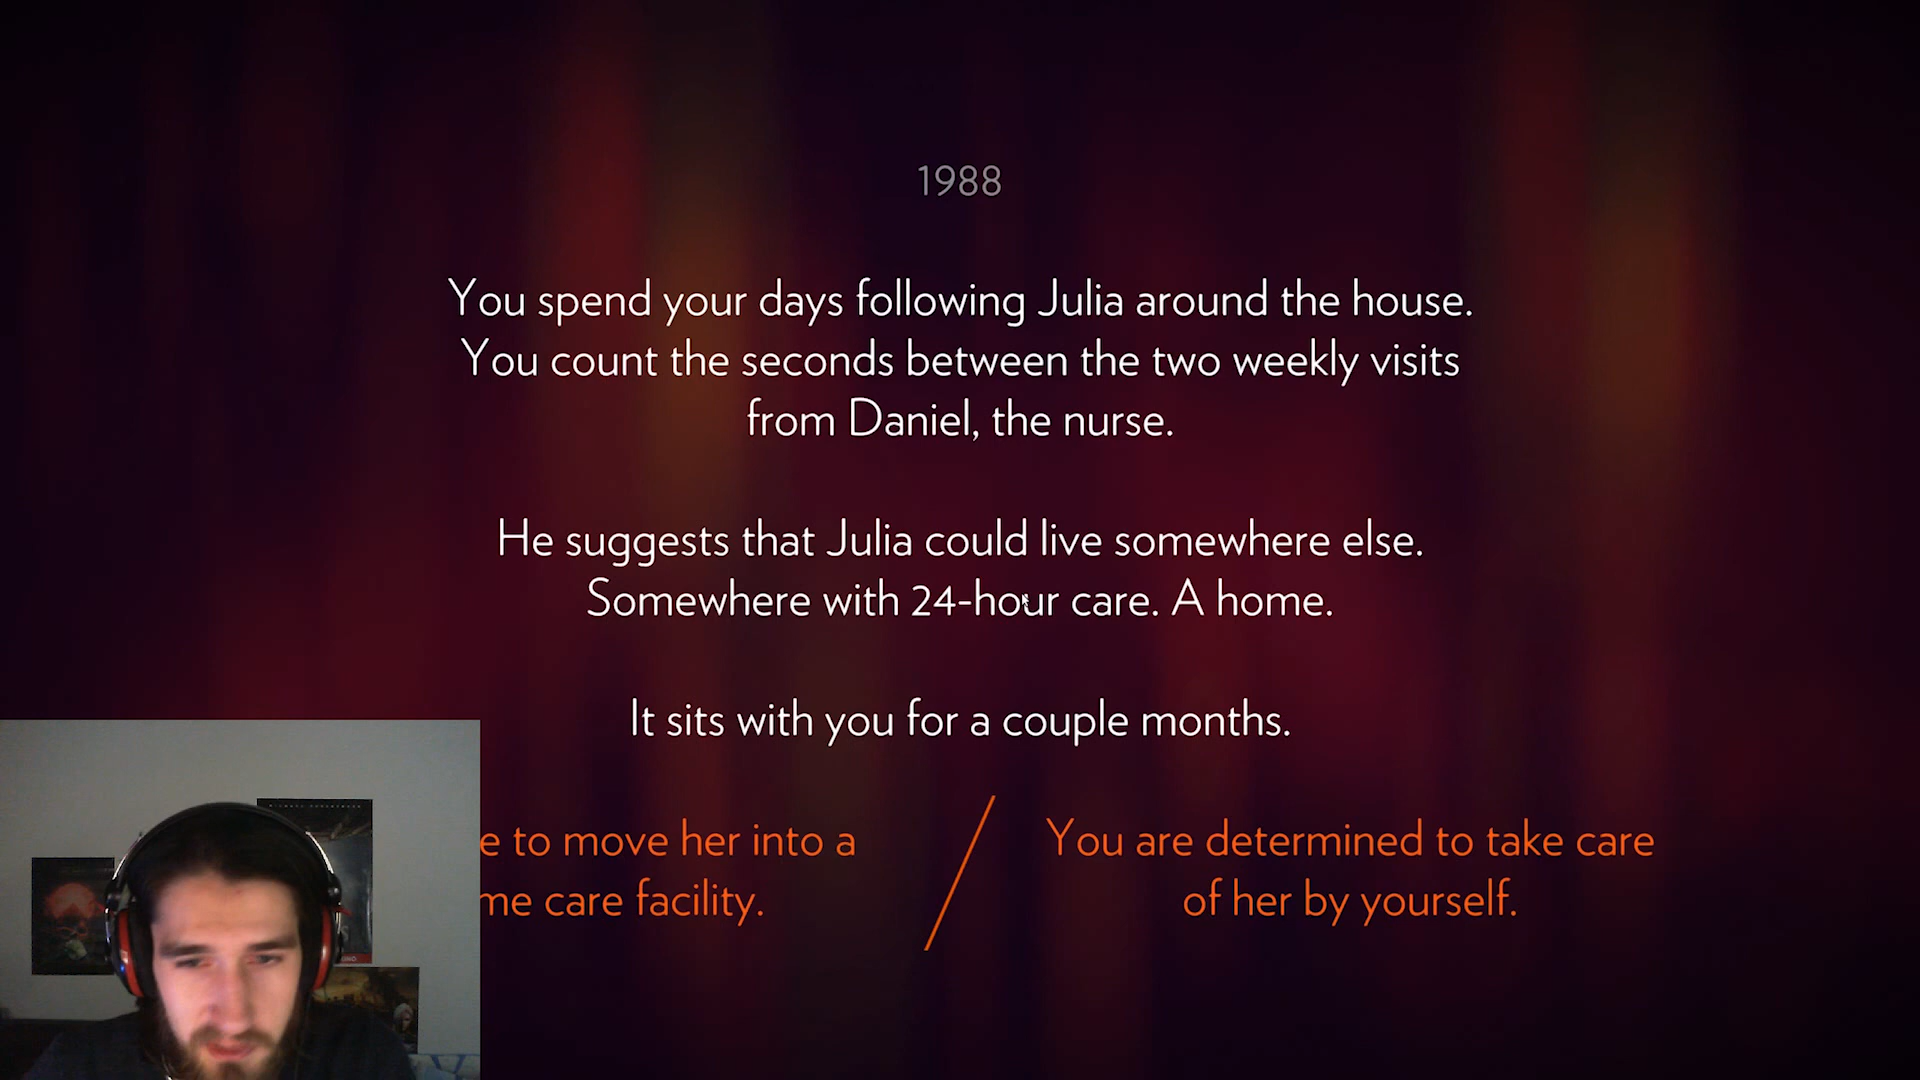 1988
You spend your days following Julia around the house.
You count the seconds between the two weekly visits
from Daniel, the nurse.
He suggests that Julia could live somewhere else.
Somewhere with 24-hour care. A home.
It sits with you for a couple months.
to move her into a
care facility.
You are determined to take care
of her by yourself.